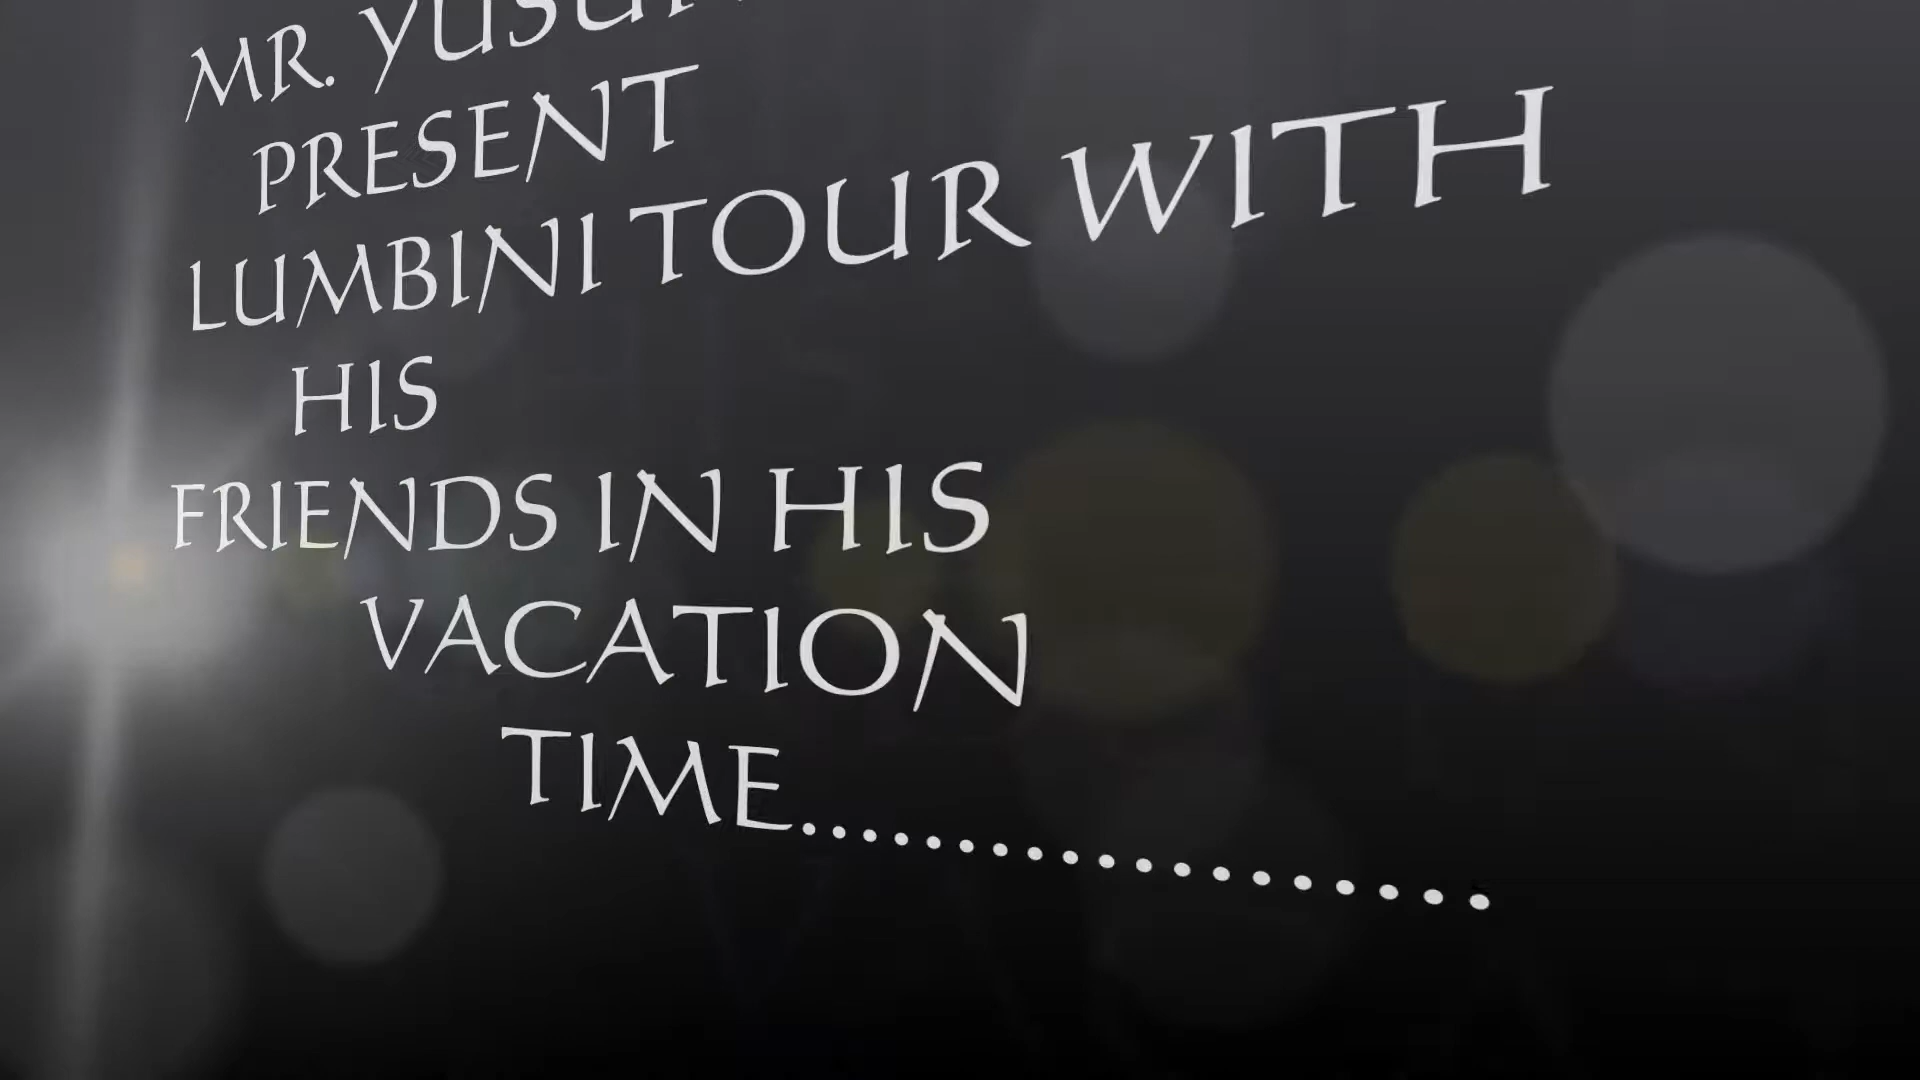 MR.
PRESENT
LUMBINI TOUR WITH
HIS
FRIENDS IN HIS
VACATION
TIME...................